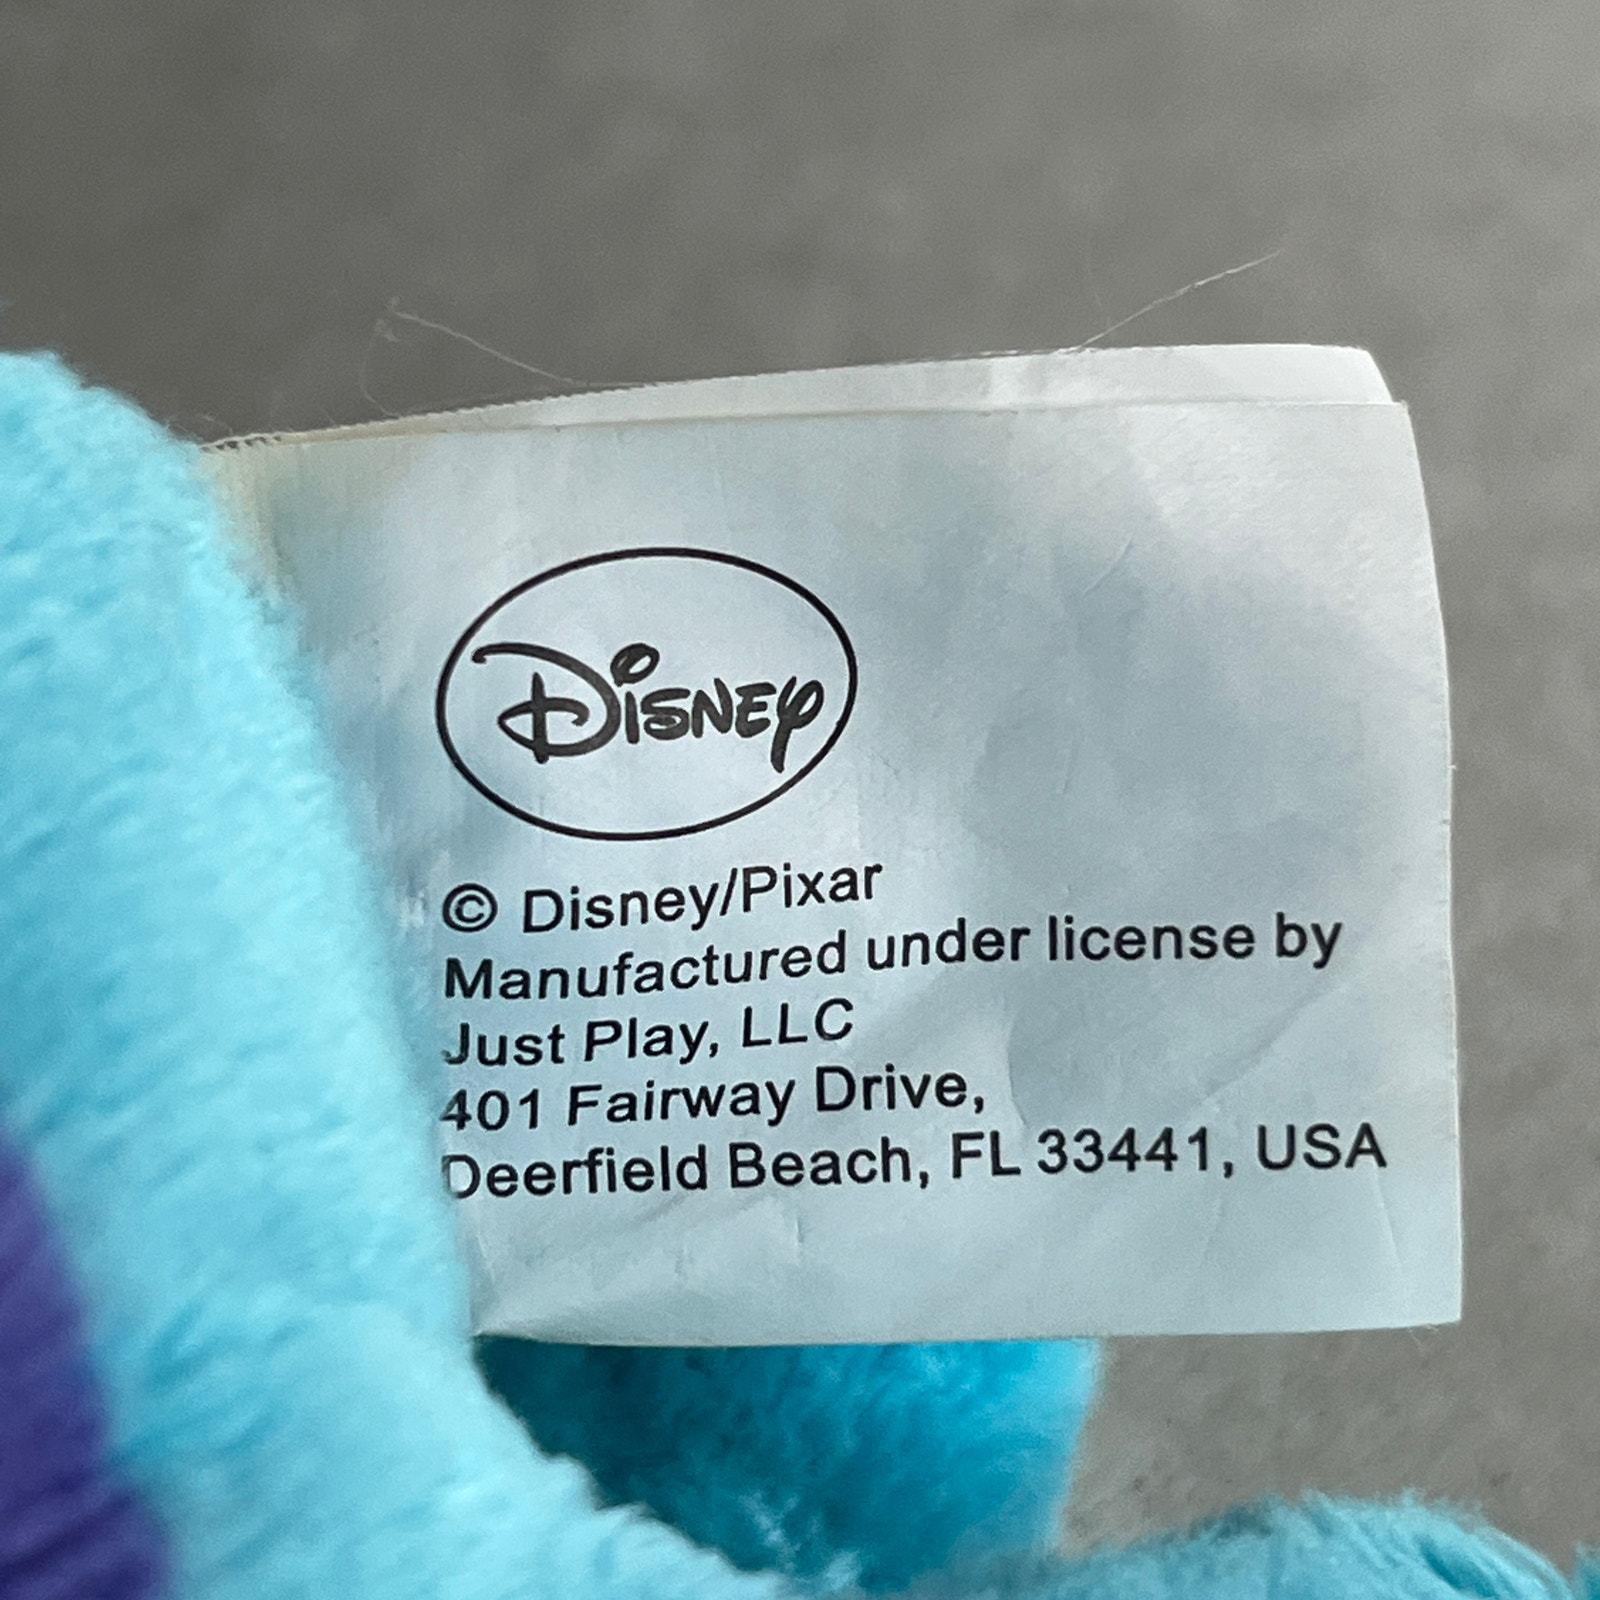 Disney
© Disney/Pixar
Manufactured under license by
Just Play, LLC
401 Fairway Drive,
Deerfield Beach, FL 33441, USA